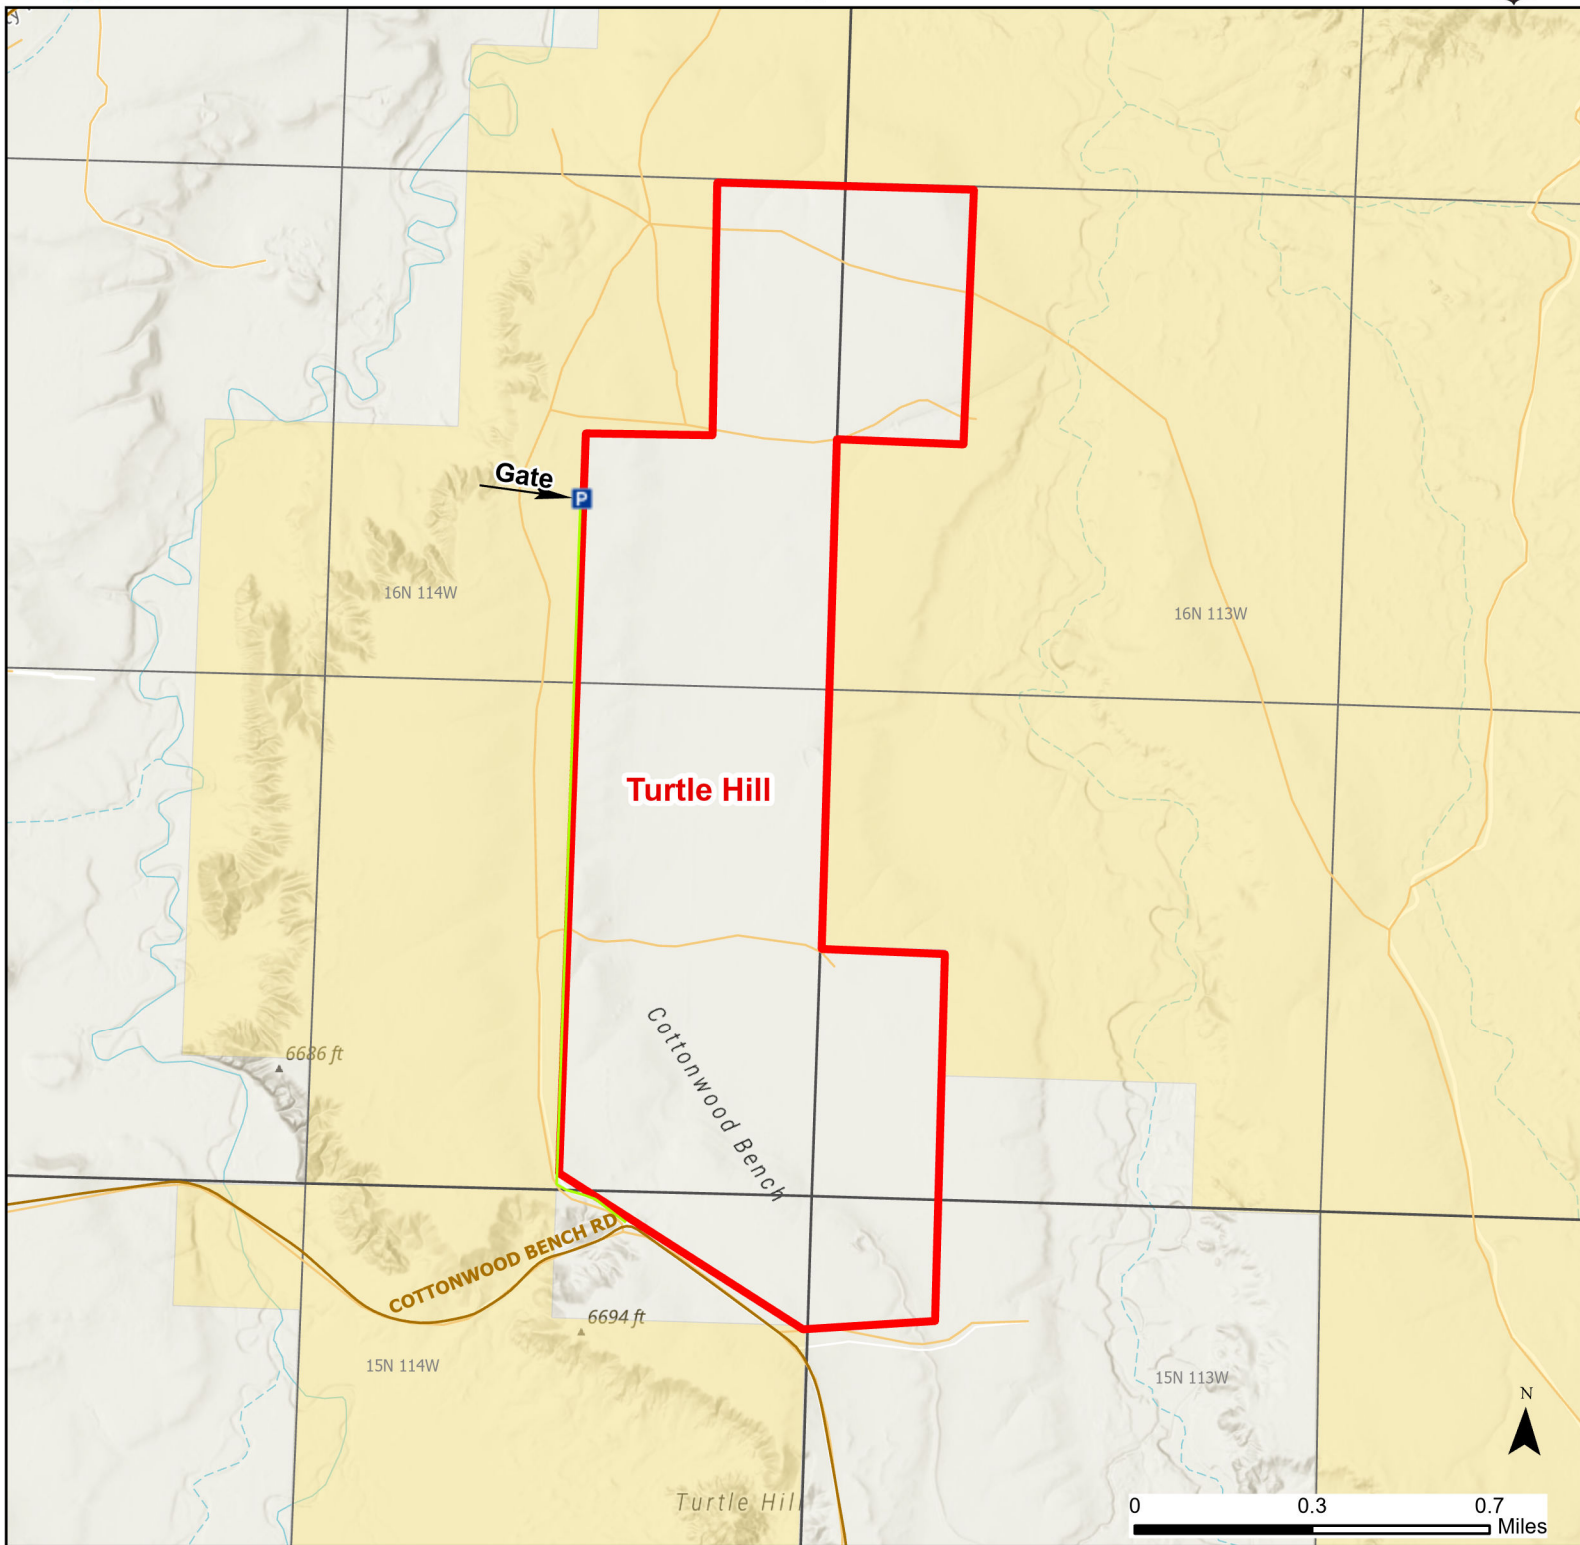 Gate
P
16N 114W
16N 113W
Turtle Hill
Cottonwood Bench
6686 ft
COTTONWOOD BENCH RD
6694 ft
15N 114W
15N 113W
N
Turtle Hill
0 0.3 0.7
Miles